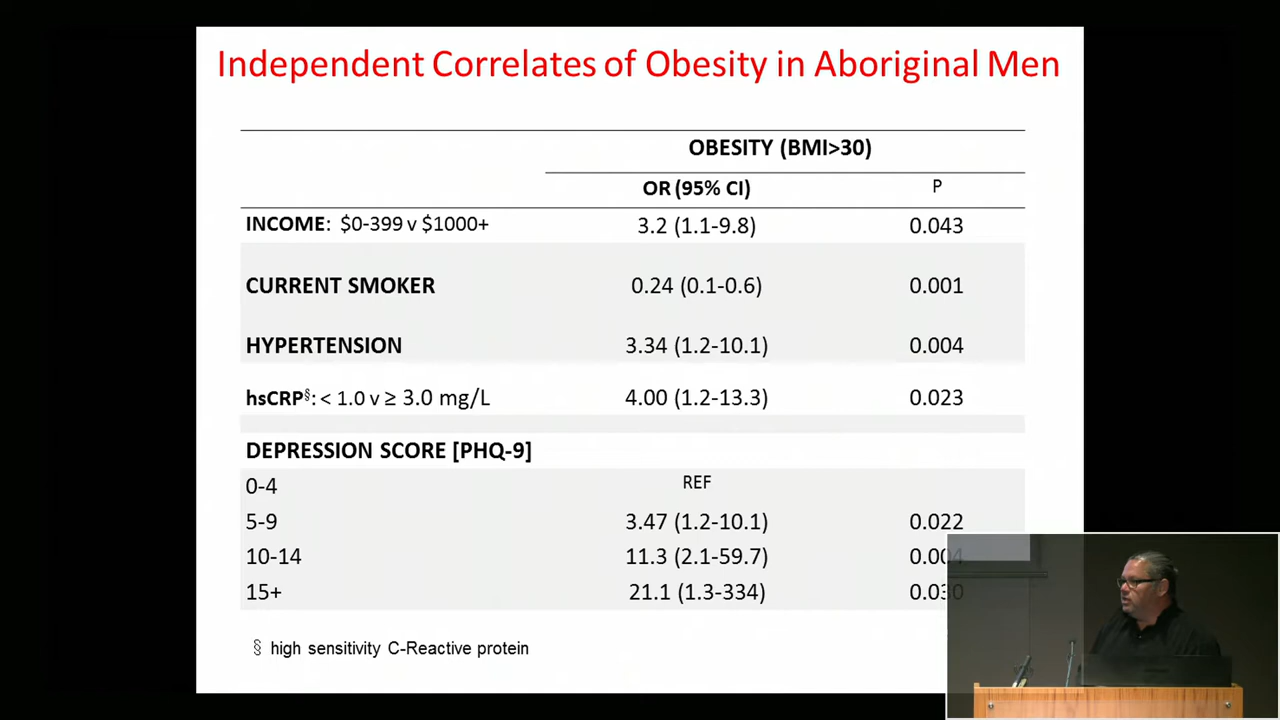 Independent Correlates of Obesity in Aboriginal Men
OBESITY (BMI>30)
OR (95% CI) P
INCOME: $0-399 v $1000+ 3.2 (1.1-9.8) 0.043
CURRENT SMOKER 0.24 (0.1-0.6) 0.001
HYPERTENSION 3.34 (1.2-10.1) 0.004
hsCRP§: < 1.0 v ≥ 3.0 mg/L 4.00 (1.2-13.3) 0.023
DEPRESSION SCORE [PHQ-9]
0-4 REF
5-9 3.47 (1.2-10.1) 0.022
10-14 11.3 (2.1-59.7) 0.004
15+ 21.1 (1.3-334) 0.030
§ high sensitivity C-Reactive protein